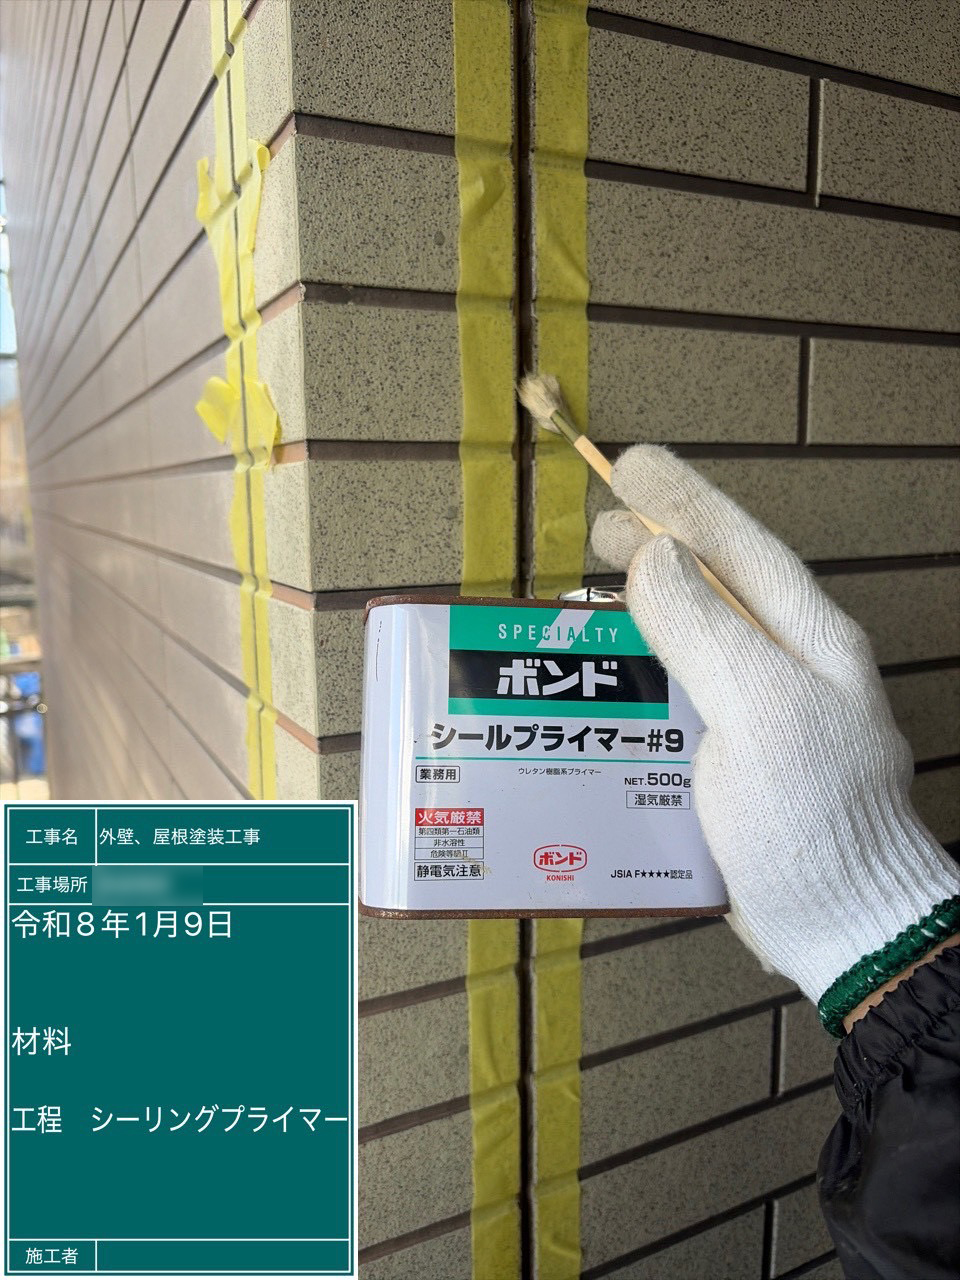 SPECIALTY
ボンド
シールプライマー#9
業務用
ウレタン樹脂系プライマー
NET.500g
湿気厳禁
火気厳禁
第四類第一石油類
非水溶性
危険等級Ⅱ
静電気注意
ボンド
KONISHI
JSIA F★★★★認定品
工事名 外壁、屋根塗装工事
工事場所
令和8年1月9日
材料
工程 シーリングプライマー
施工者